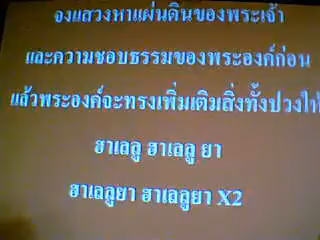 จงแสวงหาแผ่นดินของพระเจ้า
และความชอบธรรมของพระองค์ก่อน
แล้วพระองค์จะทรงเพิ่มเติมสิ่งทั้งปวงให้
ฮาเลลู ฮาเลลู ยา
ฮาเลลูยา ฮาเลลูยา X2